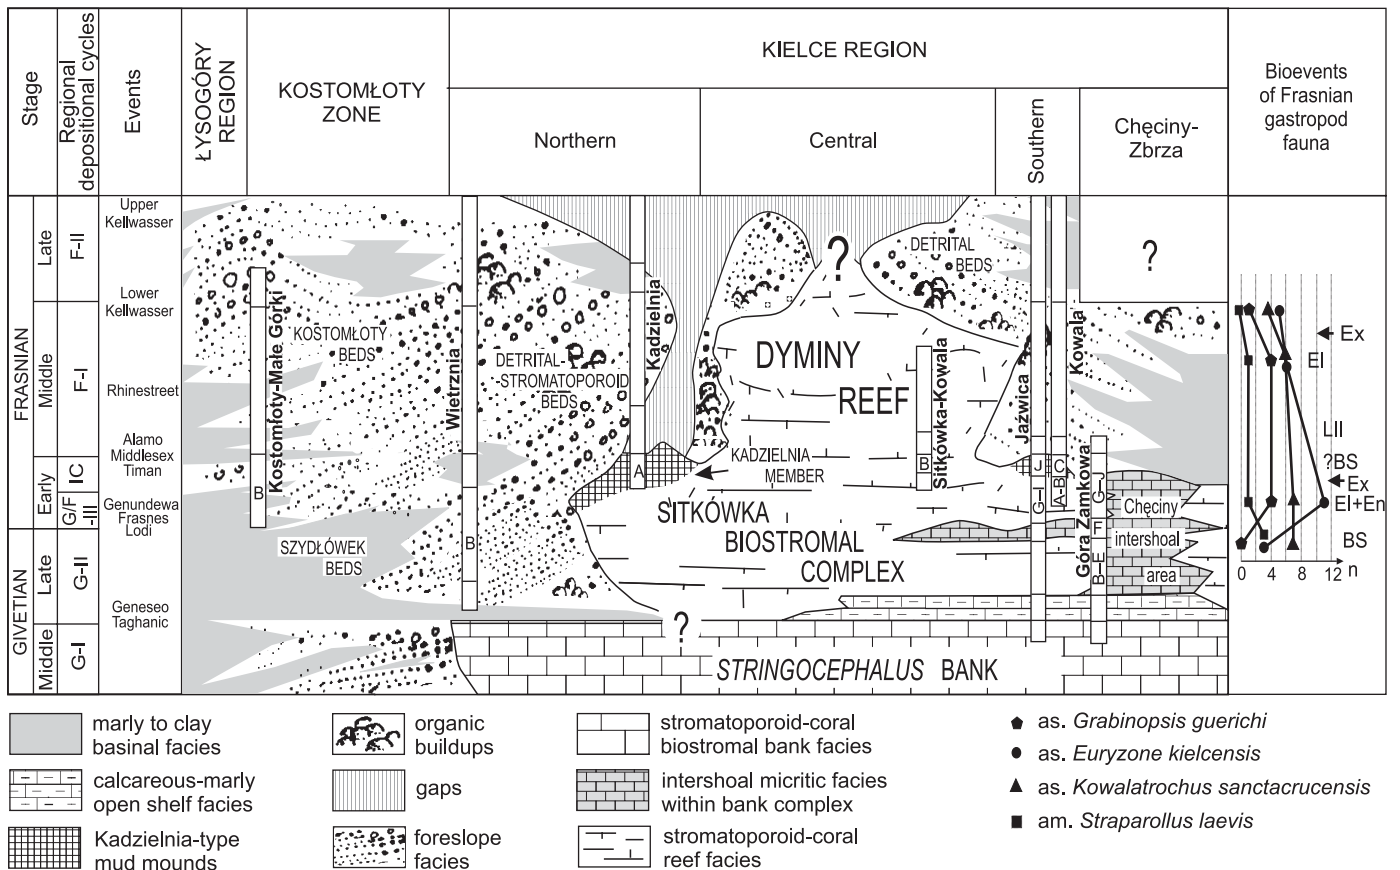 Stage
Regional
depositional cycles
Events
ŁYSOGÓRY
REGION
KOSTOMŁOTY
ZONE
KIELCE REGION
Northern
Central
Southern
Chęciny-
Zbrza
Bioevents
of Frasnian
gastropod
fauna
FRASNIAN
GIVETIAN
Late
Middle
Early
Late
Middle
F-II
F-I
IC
G/F
-III
G-II
G-I
Upper
Kellwasser
Lower
Kellwasser
Rhinestreet
Alamo
Middlesex
Timan
Genundewa
Frasnes
Lodi
Geneseo
Taghanic
Kostomłoty-Małe Górki
B
KOSTOMŁOTY
BEDS
SZYDŁÓWEK
BEDS
Wietrznia
B
DETRITAL
-STROMATOPOROID
BEDS
Kadzielnia
A
KADZIELNIA
MEMBER
?
DYMINY
REEF
DETRITAL
BEDS
Sitkówka-Kowala
B
SITKÓWKA
BIOSTROMAL
COMPLEX
Jaźwica
J
G-I
Kowala
C
A-B
Góra Zamkowa
G-J
F
B-E
Chęciny
intershoal
area
?
?
STRINGOCEPHALUS BANK
Ex
EI
LII
?BS
Ex
EI+En
BS
0 4 8 12 n
marly to clay
basinal facies
calcareous-marly
open shelf facies
Kadzielnia-type
mud mounds
organic
buildups
gaps
foreslope
facies
stromatoporoid-coral
biostromal bank facies
intershoal micritic facies
within bank complex
stromatoporoid-coral
reef facies
as. Grabinopsis guerichi
as. Euryzone kielcensis
as. Kowalatrochus sanctacrucensis
am. Straparollus laevis